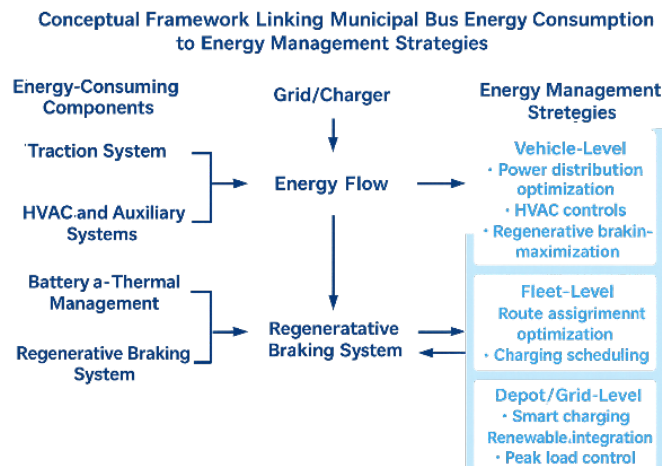 Conceptual Framework Linking Municipal Bus Energy Consumption
to Energy Management Strategies
Energy-Consuming
Components
Traction System
HVAC and Auxiliary
Systems
Battery a-Thermal
Management
Regenerative Braking
System
Grid/Charger
Energy Flow
Regeneratative
Braking System
Energy Management
Stretegies
Vehicle-Level
• Power distribution
optimization
• HVAC controls
• Regenerative brakin-
maximization
Fleet-Level
Route assigrimennt
optimization
• Charging scheduling
Depot/Grid-Level
• Smart charging
Renewable.integration
• Peak load control